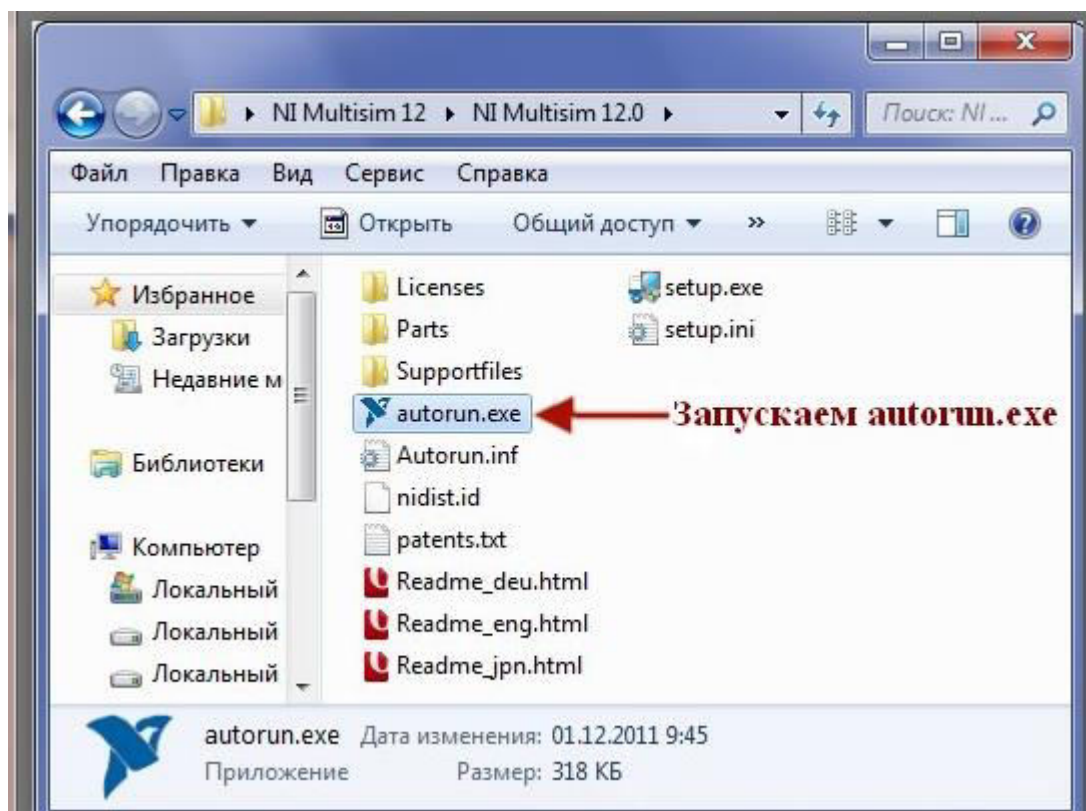 NI Multisim 12 NI Multisim 12.0 Поиск: NI ...
Файл Правка Вид Сервис Справка
Упорядочить Открыть Общий доступ »
Избранное
Загрузки
Недавние м
Библиотеки
Компьютер
Локальный
Локальный
Локальный
Licenses
Parts
Supportfiles
autorun.exe
Autorun.inf
nidist.id
patents.txt
Readme_deu.html
Readme_eng.html
Readme_jpn.html
setup.exe
setup.ini
Запускаем autorun.exe
autorun.exe Дата изменения: 01.12.2011 9:45
Приложение Размер: 318 КБ